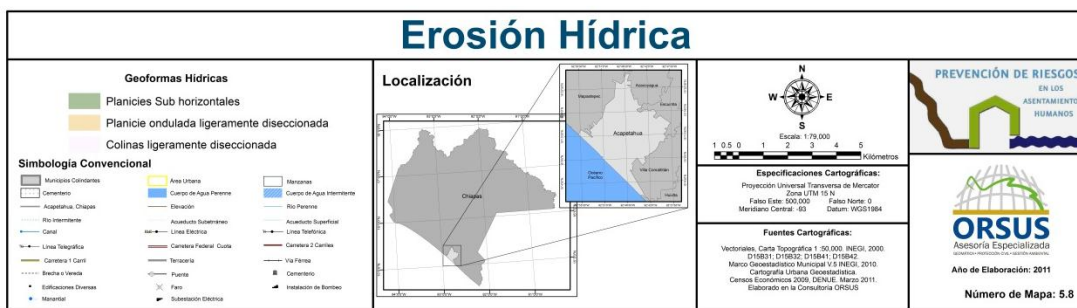 Erosión Hídrica
Geoformas Hídricas
Planicies Sub horizontales
Planicie ondulada ligeramente diseccionada
Colinas ligeramente diseccionada
Simbología Convencional
Municipios Colindantes
Área Urbana
Manzanas
Cementerio
Cuerpo de Agua Perenne
Cuerpo de Agua Intermitente
Acapetahua, Chiapas
Elevación
Río Perenne
Río Intermitente
Acueducto Subterráneo
Acueducto Superficial
Canal
Línea Eléctrica
Línea Telefónica
Línea Telegráfica
Carretera Federal Cuota
Carretera 2 Carriles
Carretera 1 Carril
Terracería
Vía Férrea
Brecha o Vereda
Puente
Cementerio
Edificaciones Diversas
Faro
Instalación de Bombeo
Manantial
Subestación Eléctrica
Localización
Chiapas
Acapetahua
Villa Comaltitlán
Océano
Pacífico
N
W
E
S
Escala: 1:79,000
1 0.5 0 1 2 3 4 5
Kilómetros
Especificaciones Cartográficas:
Proyección Universal Transversa de Mercator
Zona UTM 15 N
Falso Este: 500,000 Falso Norte: 0
Meridiano Central: -93 Datum: WGS1984
Fuentes Cartográficas:
Vectoriales, Carta Topográfica 1:50,000. INEGI, 2000.
D15B31; D15B32; D15B41; D15B42.
Marco Geoestadístico Municipal V.5 INEGI, 2010.
Cartografía Urbana Geoestadística.
Censos Económicos 2009, DENUE. Marzo 2011.
Elaborado en la Consultoría ORSUS
PREVENCIÓN DE RIESGOS
EN LOS
ASENTAMIENTOS
HUMANOS
ORSUS
Asesoría Especializada
Año de Elaboración: 2011
Número de Mapa: 5.8